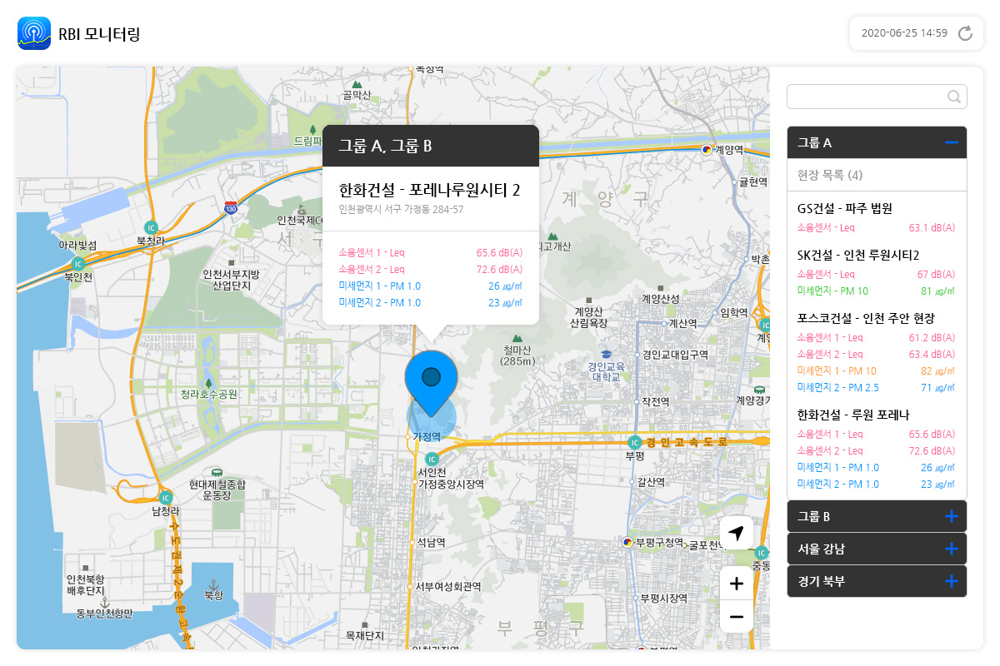 RBI 모니터링
2020-06-25 14:59
그룹 A, 그룹 B
한화건설 - 포레나루원시티 2
인천광역시 서구 가정동 284-57
소음센서 1 - Leq 65.6 dB(A)
소음센서 2 - Leq 72.6 dB(A)
미세먼지 1 - PM 1.0 26 ㎍/㎥
미세먼지 2 - PM 1.0 23 ㎍/㎥
골막산
드림파
계양역
귤현역
계 양 구
130
인천국제C
서 구
IC
북청라
아라빛섬
IC
북인천
인천서부지방
산업단지
피고개산
박촌
계양산성
계양산
산림욕장
계산역
임학역
IC
계
철마산
(285m)
경인교대입구역
경인교육
대학교
작전역
계양경기
청라호수공원
가정역
IC
서인천
가정중앙시장역
IC
경인고속도로
부평
갈산역
현대제철종합
운동장
IC
남청라
수도권제2순환고속
석남역
부평구청역
굴포천역
IC
중동
인천북항
배후단지
북항
동부인천항만
서부여성회관역
부평시장역
목재단지
부 평 구
그룹 A
현장 목록 (4)
GS건설 - 파주 법원
소음센서 - Leq 63.1 dB(A)
SK건설 - 인천 루원시티2
소음센서 - Leq 67 dB(A)
미세먼지 - PM 10 81 ㎍/㎥
포스코건설 - 인천 주안 현장
소음센서 1 - Leq 61.2 dB(A)
소음센서 2 - Leq 63.4 dB(A)
미세먼지 1 - PM 10 82 ㎍/㎥
미세먼지 2 - PM 2.5 71 ㎍/㎥
한화건설 - 루원 포레나
소음센서 1 - Leq 65.6 dB(A)
소음센서 2 - Leq 72.6 dB(A)
미세먼지 1 - PM 1.0 26 ㎍/㎥
미세먼지 2 - PM 1.0 23 ㎍/㎥
그룹 B
서울 강남
경기 북부